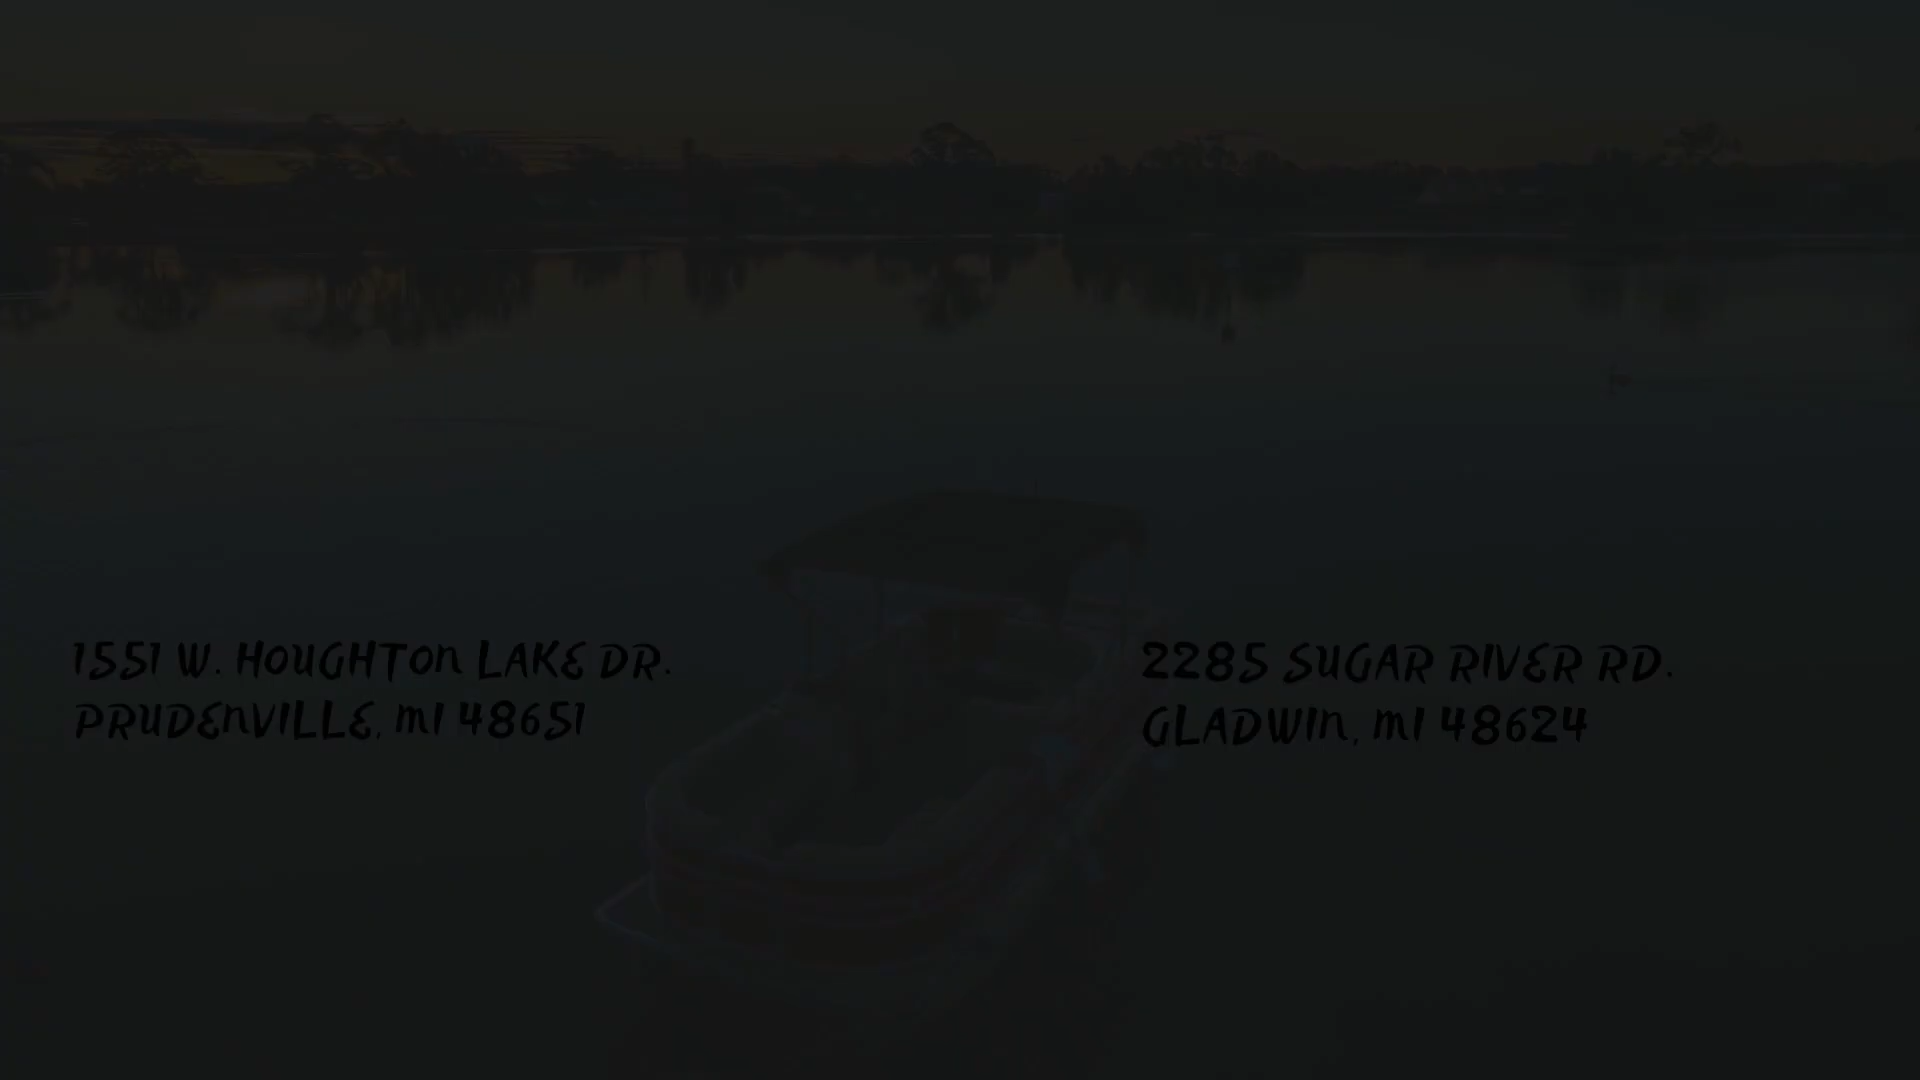 1551 W. HOUGHTON LAKE DR.
PRUDENVILLE, MI 48651
2285 SUGAR RIVER RD.
GLADWIN, MI 48624